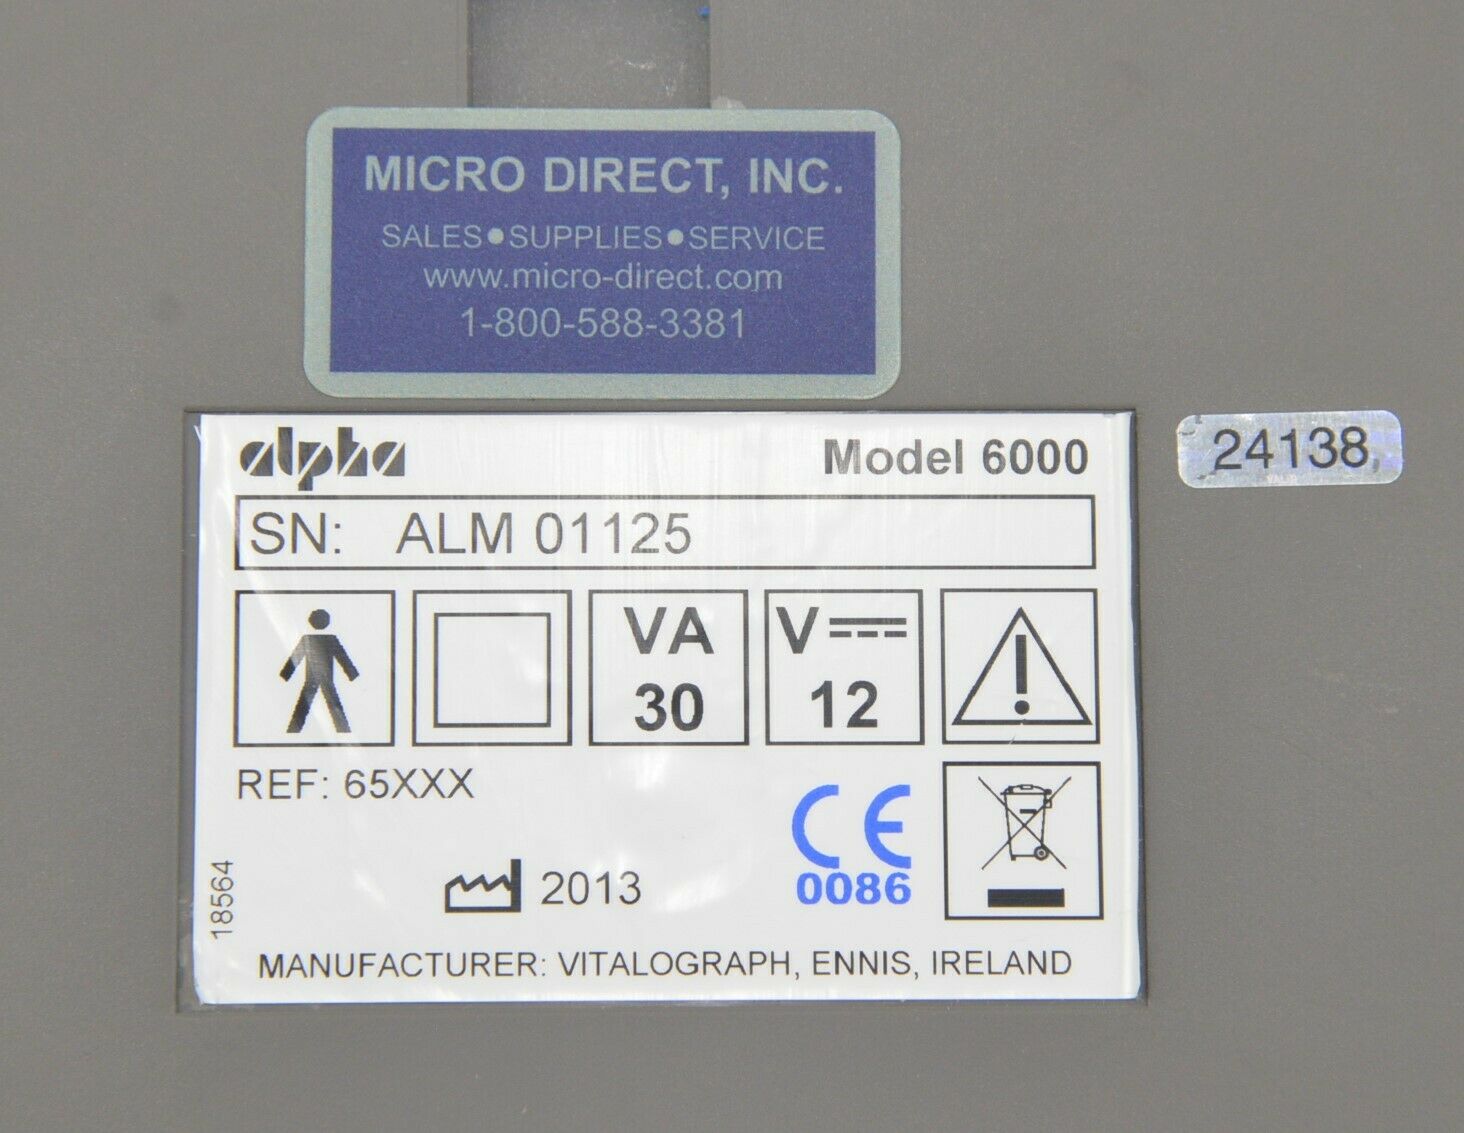 MICRO DIRECT, INC.
SALES•SUPPLIES•SERVICE
www.micro-direct.com
1-800-588-3381
alpha Model 6000
24138
SN: ALM 01125
VA
30
V
12
REF: 65XXX
CE
0086
2013
18564
MANUFACTURER: VITALOGRAPH, ENNIS, IRELAND